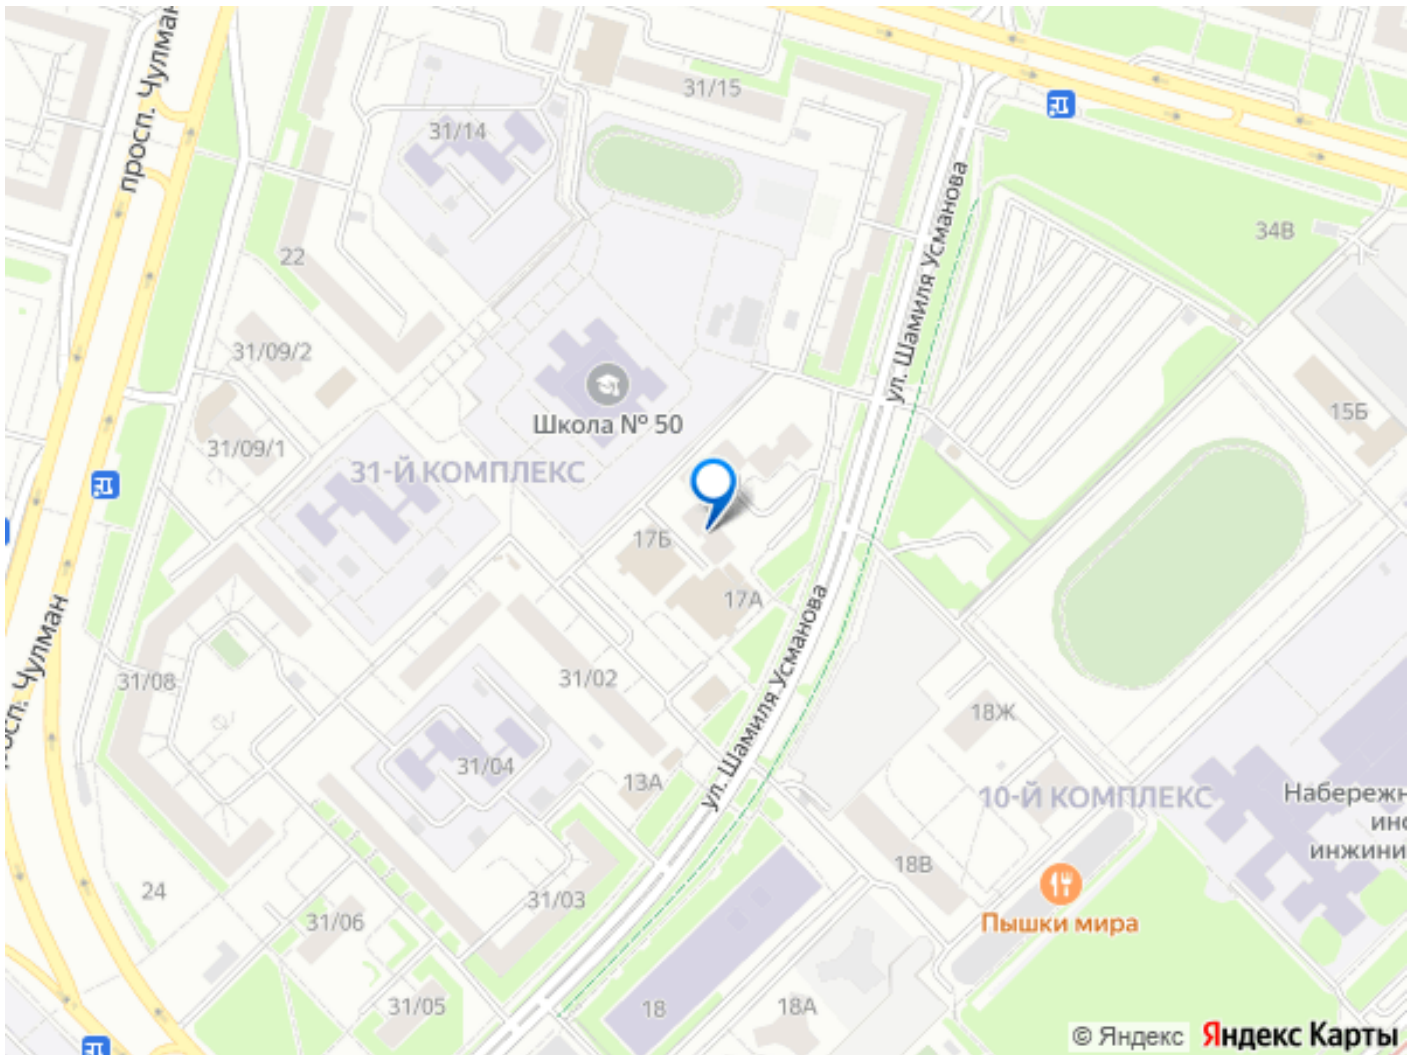 просп. Чулман
31/15
31/14
ул. Шамиля Усманова
34В
22
31/09/2
Школа № 50
31/09/1
15Б
31-Й КОМПЛЕКС
17Б
17А
просп. Чулман
ул. Шамиля Усманова
31/08
31/02
18Ж
31/04
13А
10-Й КОМПЛЕКС
Набережн
инс
инжини
18В
24
31/03
31/06
Пышки мира
31/05
18
18А
© Яндекс
Яндекс Карты